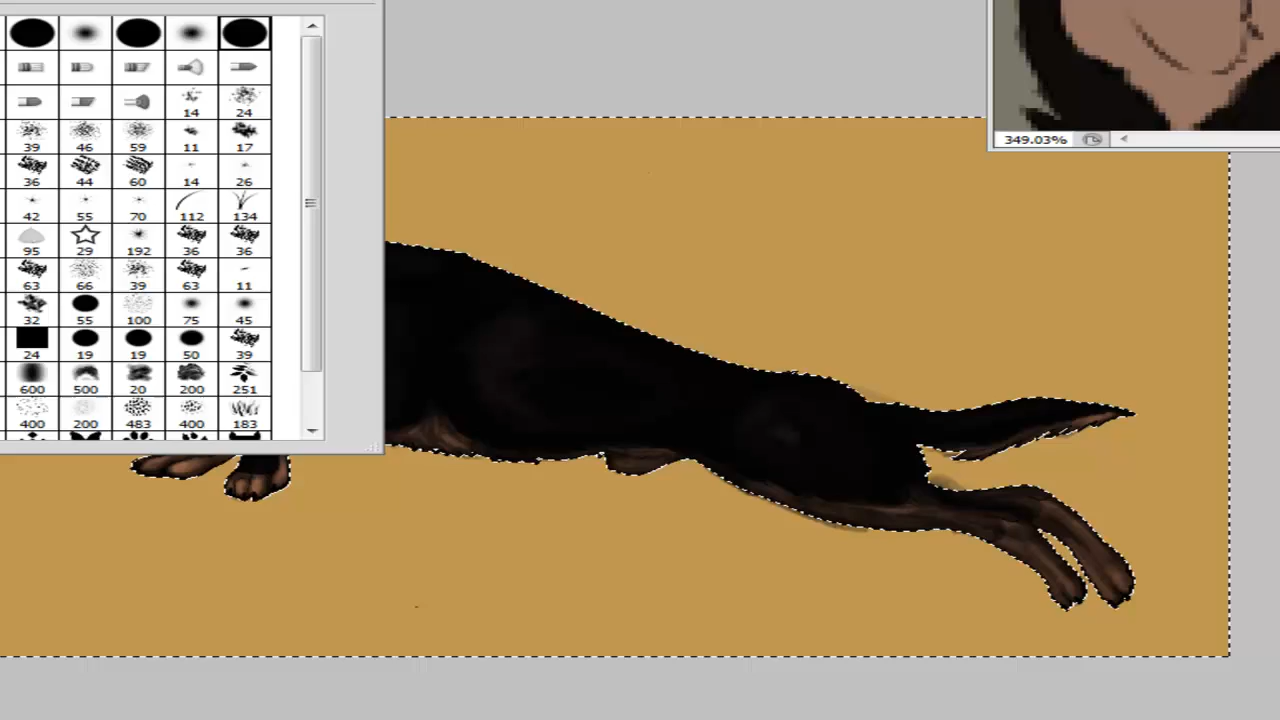 14 24
39 46 59 11 17
36 44 60 14 26
42 55 70 112 134
95 29 192 36 36
63 66 39 63 11
32 55 100 75 45
24 19 19 50 39
600 500 20 200 251
400 200 483 400 183
349.03%